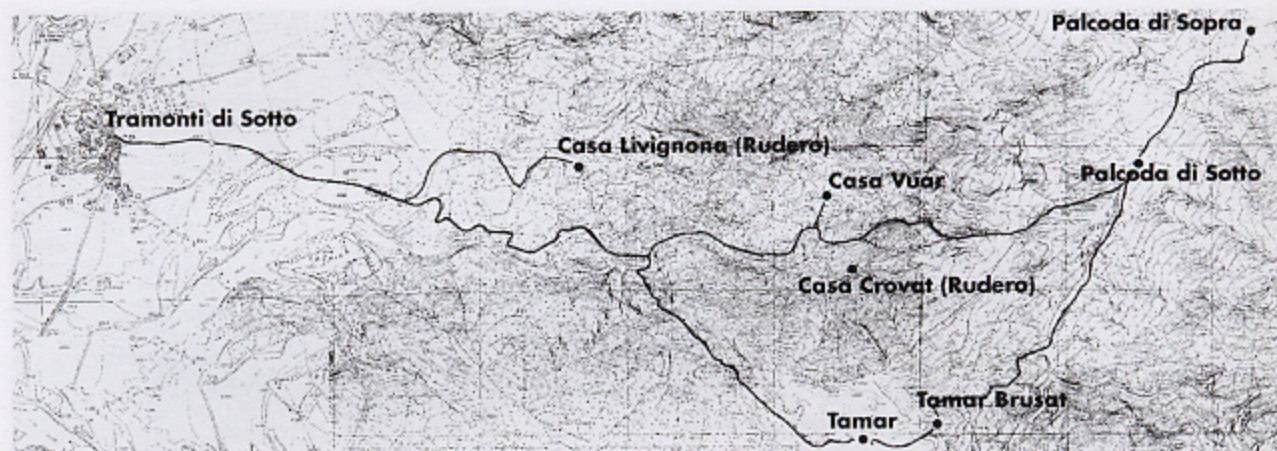 Palcoda di Sopra
Tramonti di Sotto
Casa Livignona (Rudero)
Palcoda di Sotto
Casa Vuar
Casa Crovat (Rudero)
Tamar Brusat
Tamar